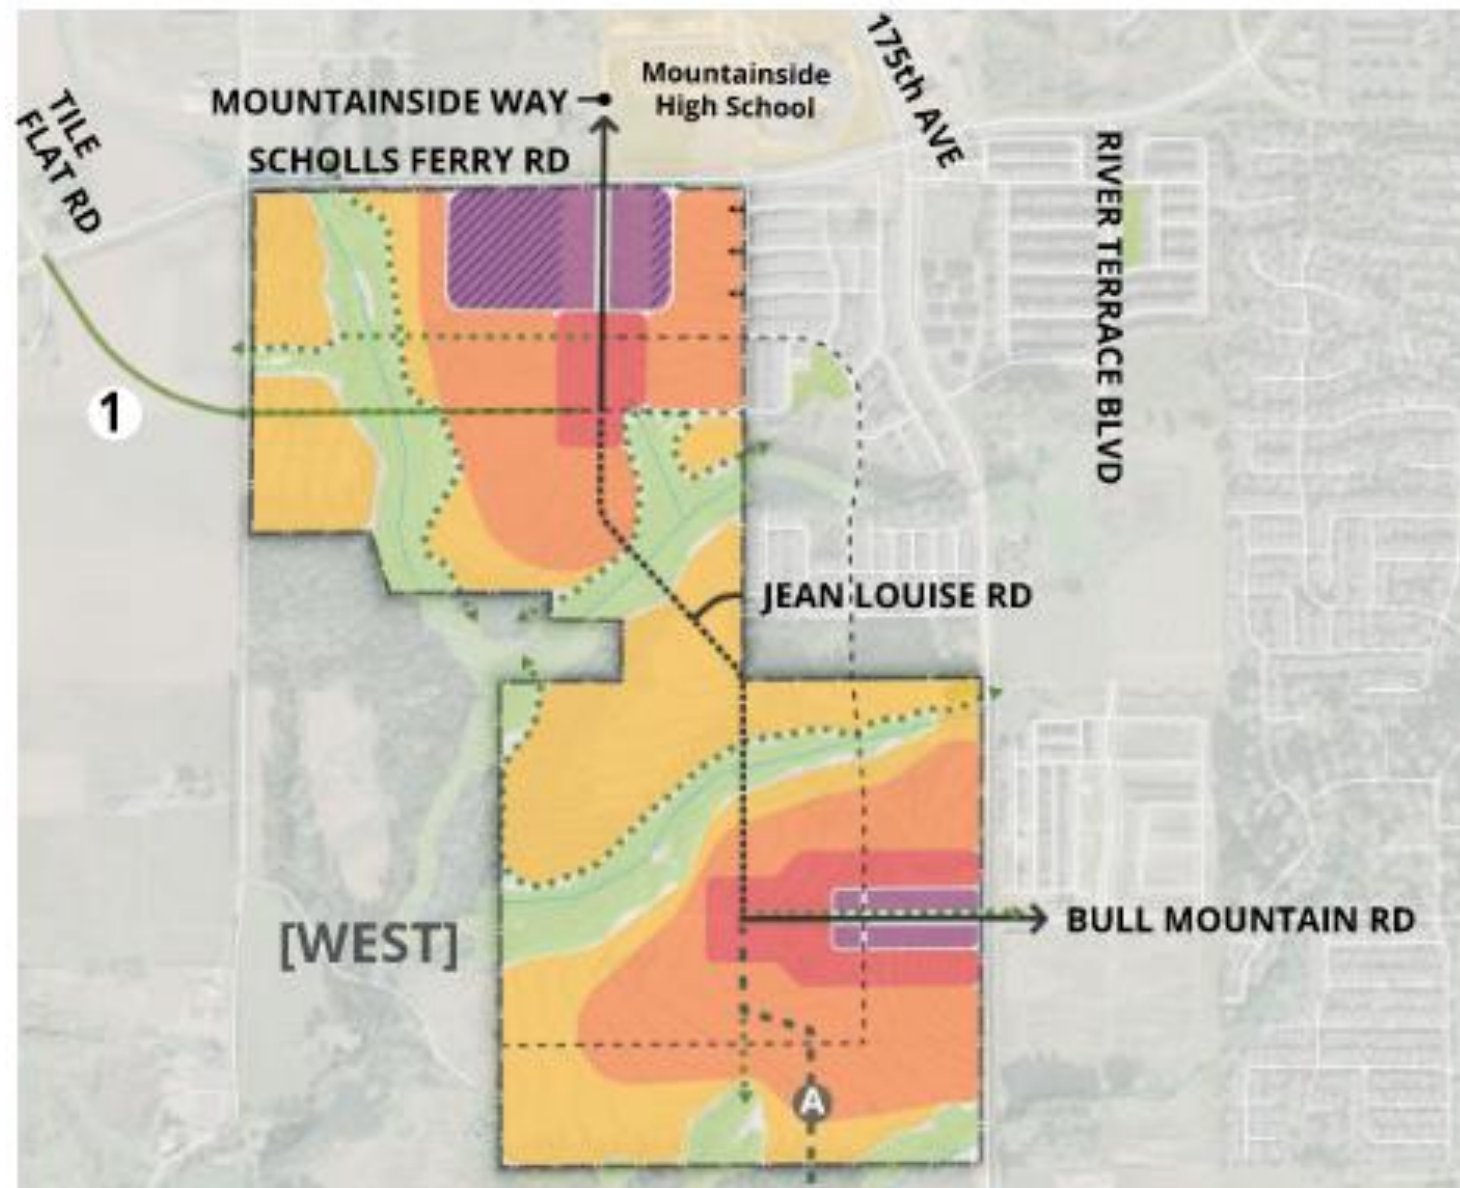 TILE
FLAT RD
MOUNTAINSIDE WAY
Mountainside
High School
175th AVE
SCHOLLS FERRY RD
RIVER TERRACE BLVD
1
JEAN LOUISE RD
[WEST]
BULL MOUNTAIN RD
A